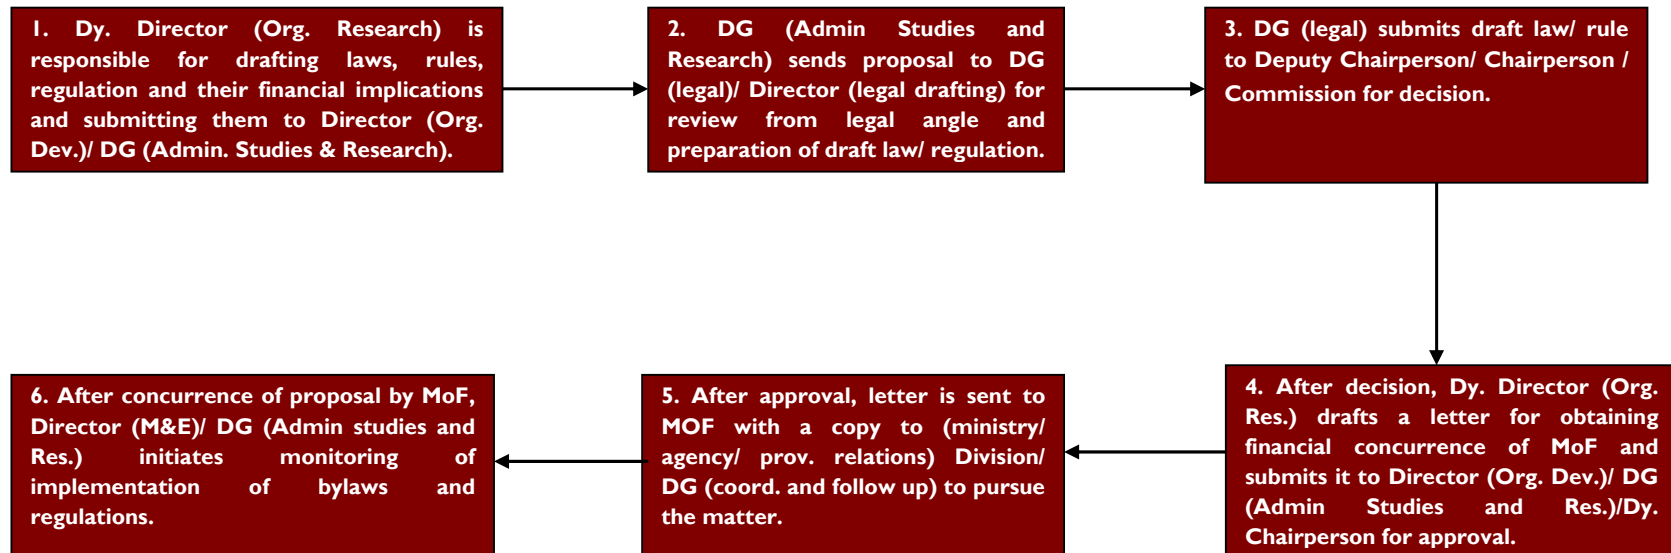 1. Dy. Director (Org. Research) is
responsible for drafting laws, rules,
regulation and their financial implications
and submitting them to Director (Org.
Dev.)/ DG (Admin. Studies & Research).
2. DG (Admin Studies and
Research) sends proposal to DG
(legal)/ Director (legal drafting) for
review from legal angle and
preparation of draft law/ regulation.
3. DG (legal) submits draft law/ rule
to Deputy Chairperson/ Chairperson /
Commission for decision.
4. After decision, Dy. Director (Org.
Res.) drafts a letter for obtaining
financial concurrence of MoF and
submits it to Director (Org. Dev.)/ DG
(Admin Studies and Res.)/Dy.
Chairperson for approval.
5. After approval, letter is sent to
MOF with a copy to (ministry/
agency/ prov. relations) Division/
DG (coord. and follow up) to pursue
the matter.
6. After concurrence of proposal by MoF,
Director (M&E)/ DG (Admin studies and
Res.) initiates monitoring of
implementation of bylaws and
regulations.